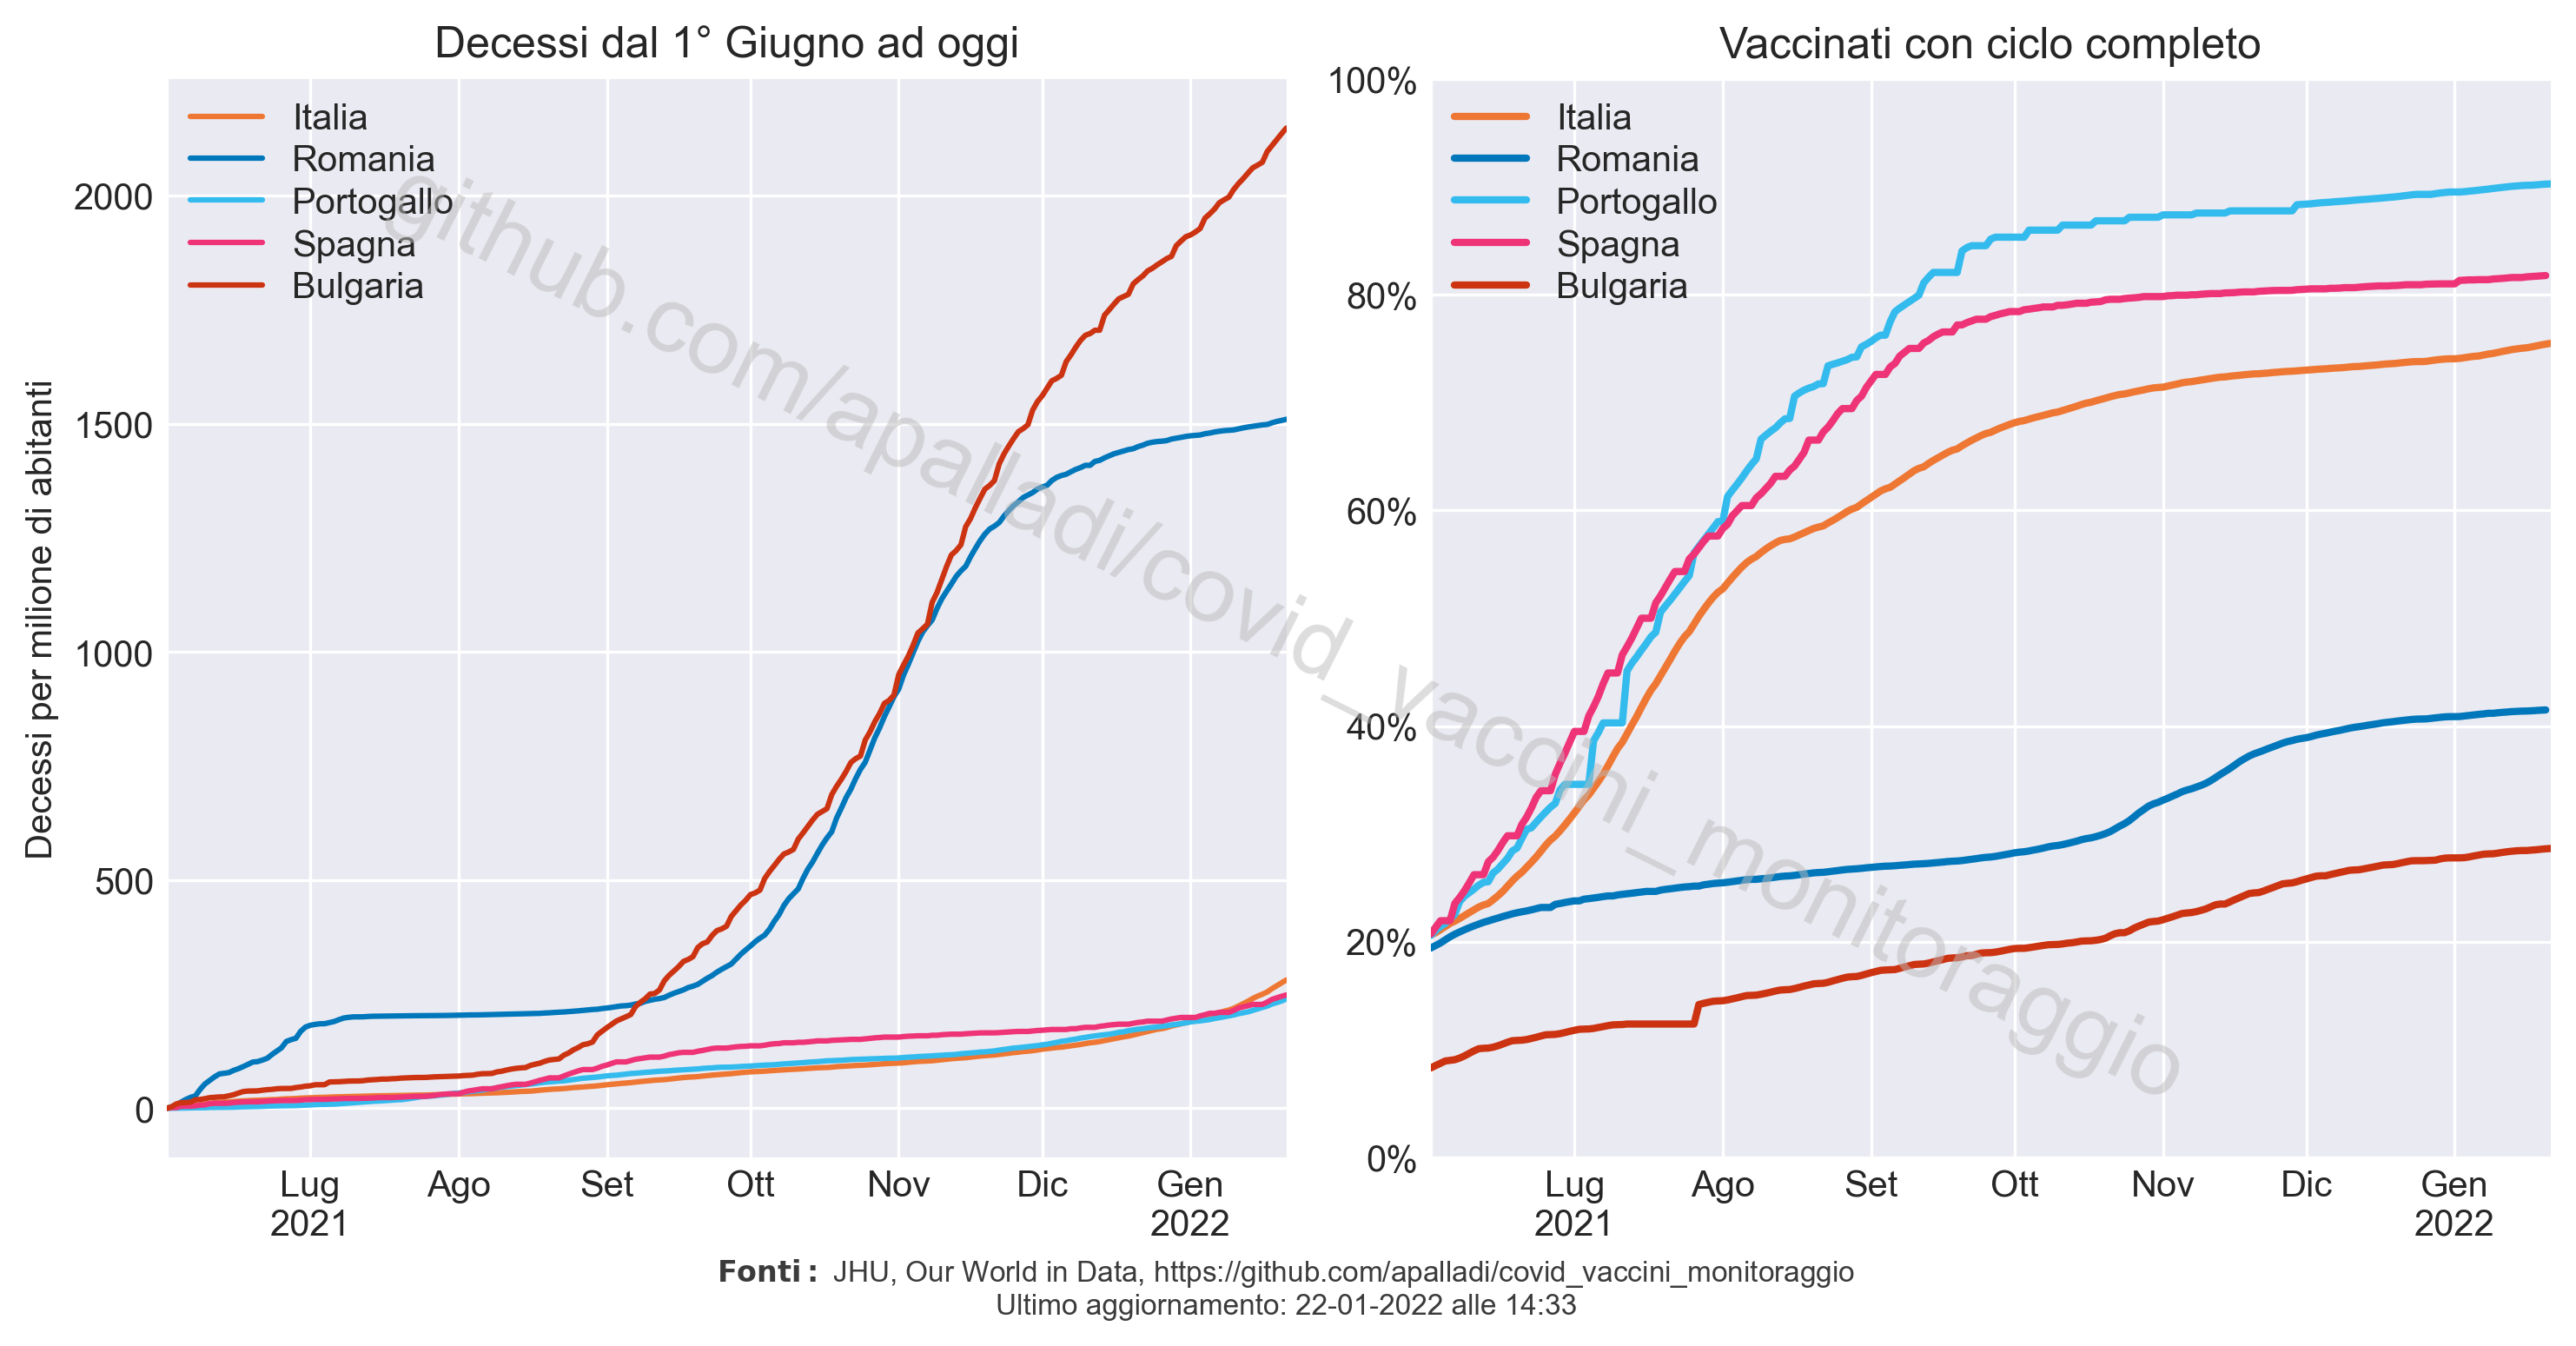 Decessi dal 1° Giugno ad oggi
Decessi per milione di abitanti
2000
1500
1000
500
0
Italia
Romania
Portogallo
Spagna
Bulgaria
Lug
2021
Ago
Set
Ott
Nov
Dic
Gen
2022
Vaccinati con ciclo completo
100%
80%
60%
40%
20%
0%
Italia
Romania
Portogallo
Spagna
Bulgaria
Lug
2021
Ago
Set
Ott
Nov
Dic
Gen
2022
github.com/apalladi/covid_vaccini_monitoraggio
Fonti: JHU, Our World in Data, https://github.com/apalladi/covid_vaccini_monitoraggio
Ultimo aggiornamento: 22-01-2022 alle 14:33